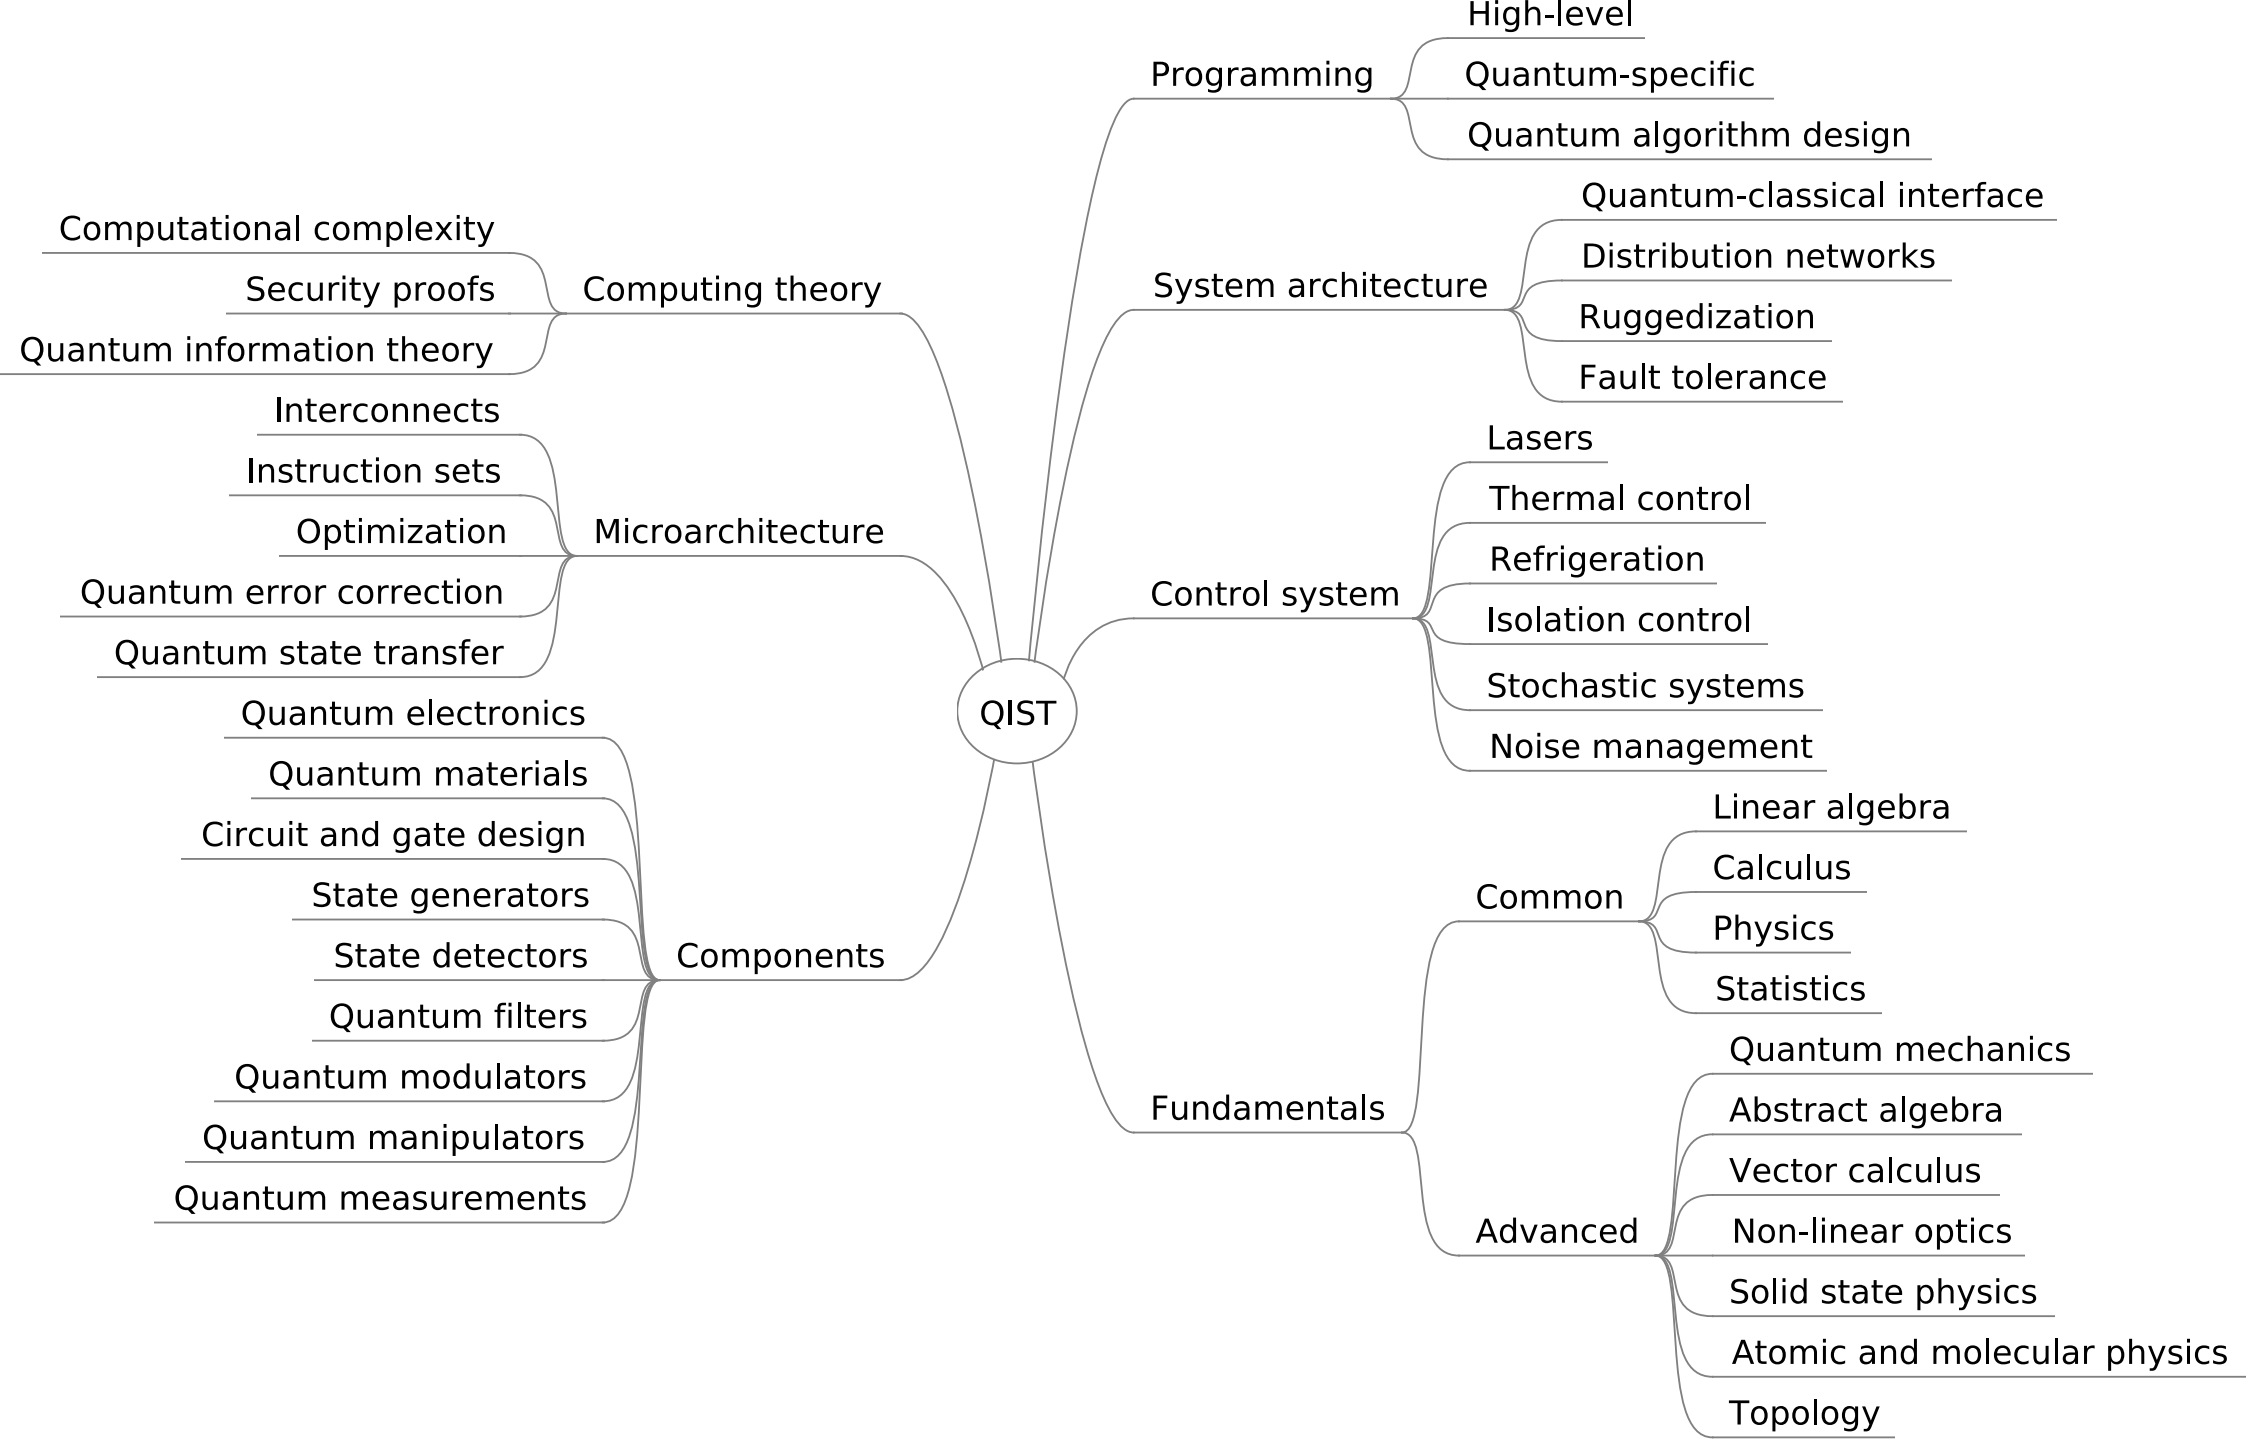 QIST
Programming
High-level
Quantum-specific
Quantum algorithm design
System architecture
Quantum-classical interface
Distribution networks
Ruggedization
Fault tolerance
Control system
Lasers
Thermal control
Refrigeration
Isolation control
Stochastic systems
Noise management
Fundamentals
Common
Linear algebra
Calculus
Physics
Statistics
Advanced
Quantum mechanics
Abstract algebra
Vector calculus
Non-linear optics
Solid state physics
Atomic and molecular physics
Topology
Computing theory
Computational complexity
Security proofs
Quantum information theory
Microarchitecture
Interconnects
Instruction sets
Optimization
Quantum error correction
Quantum state transfer
Components
Quantum electronics
Quantum materials
Circuit and gate design
State generators
State detectors
Quantum filters
Quantum modulators
Quantum manipulators
Quantum measurements